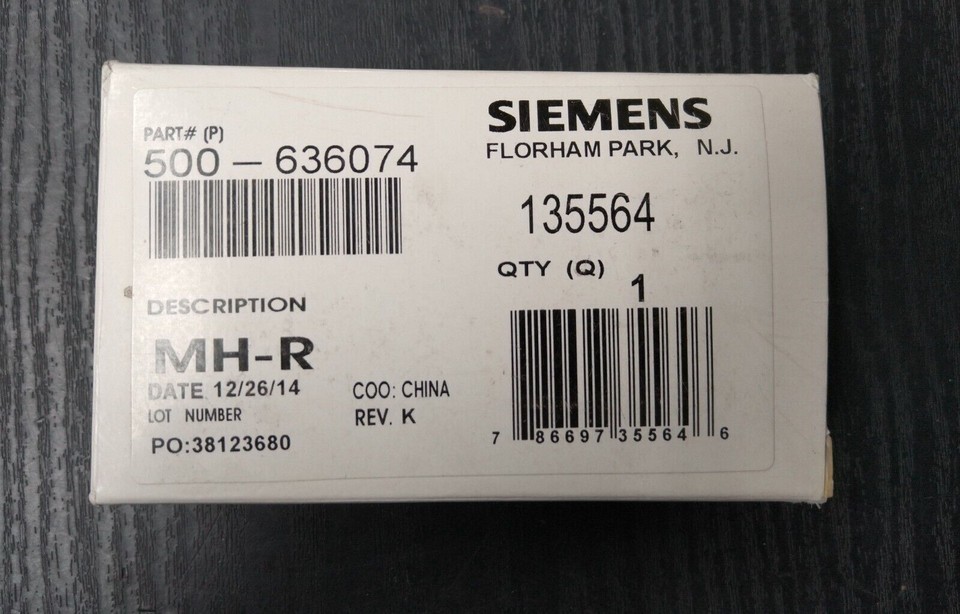 PART# (P)
500 – 636074
DESCRIPTION
MH-R
DATE 12/26/14
COO: CHINA
LOT NUMBER
REV. K
PO:38123680
SIEMENS
FLORHAM PARK, N.J.
135564
QTY (Q)
1
7 86697 35564 6